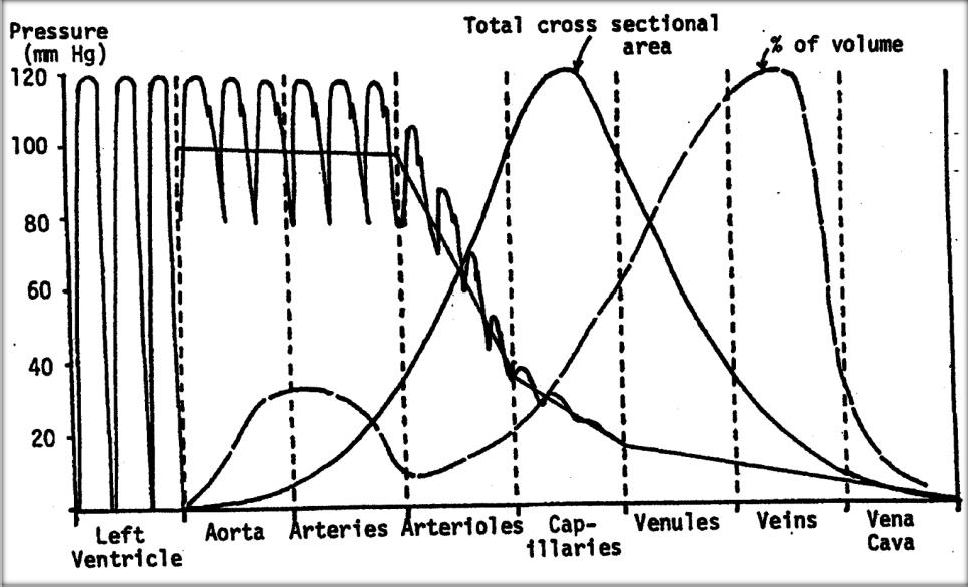 Total cross sectional
area
Pressure
(mm Hg)
% of volume
120
100
80
60
40
20
Left
Ventricle
Aorta
Arteries
Arterioles
Cap-
illaries
Venules
Veins
Vena
Cava